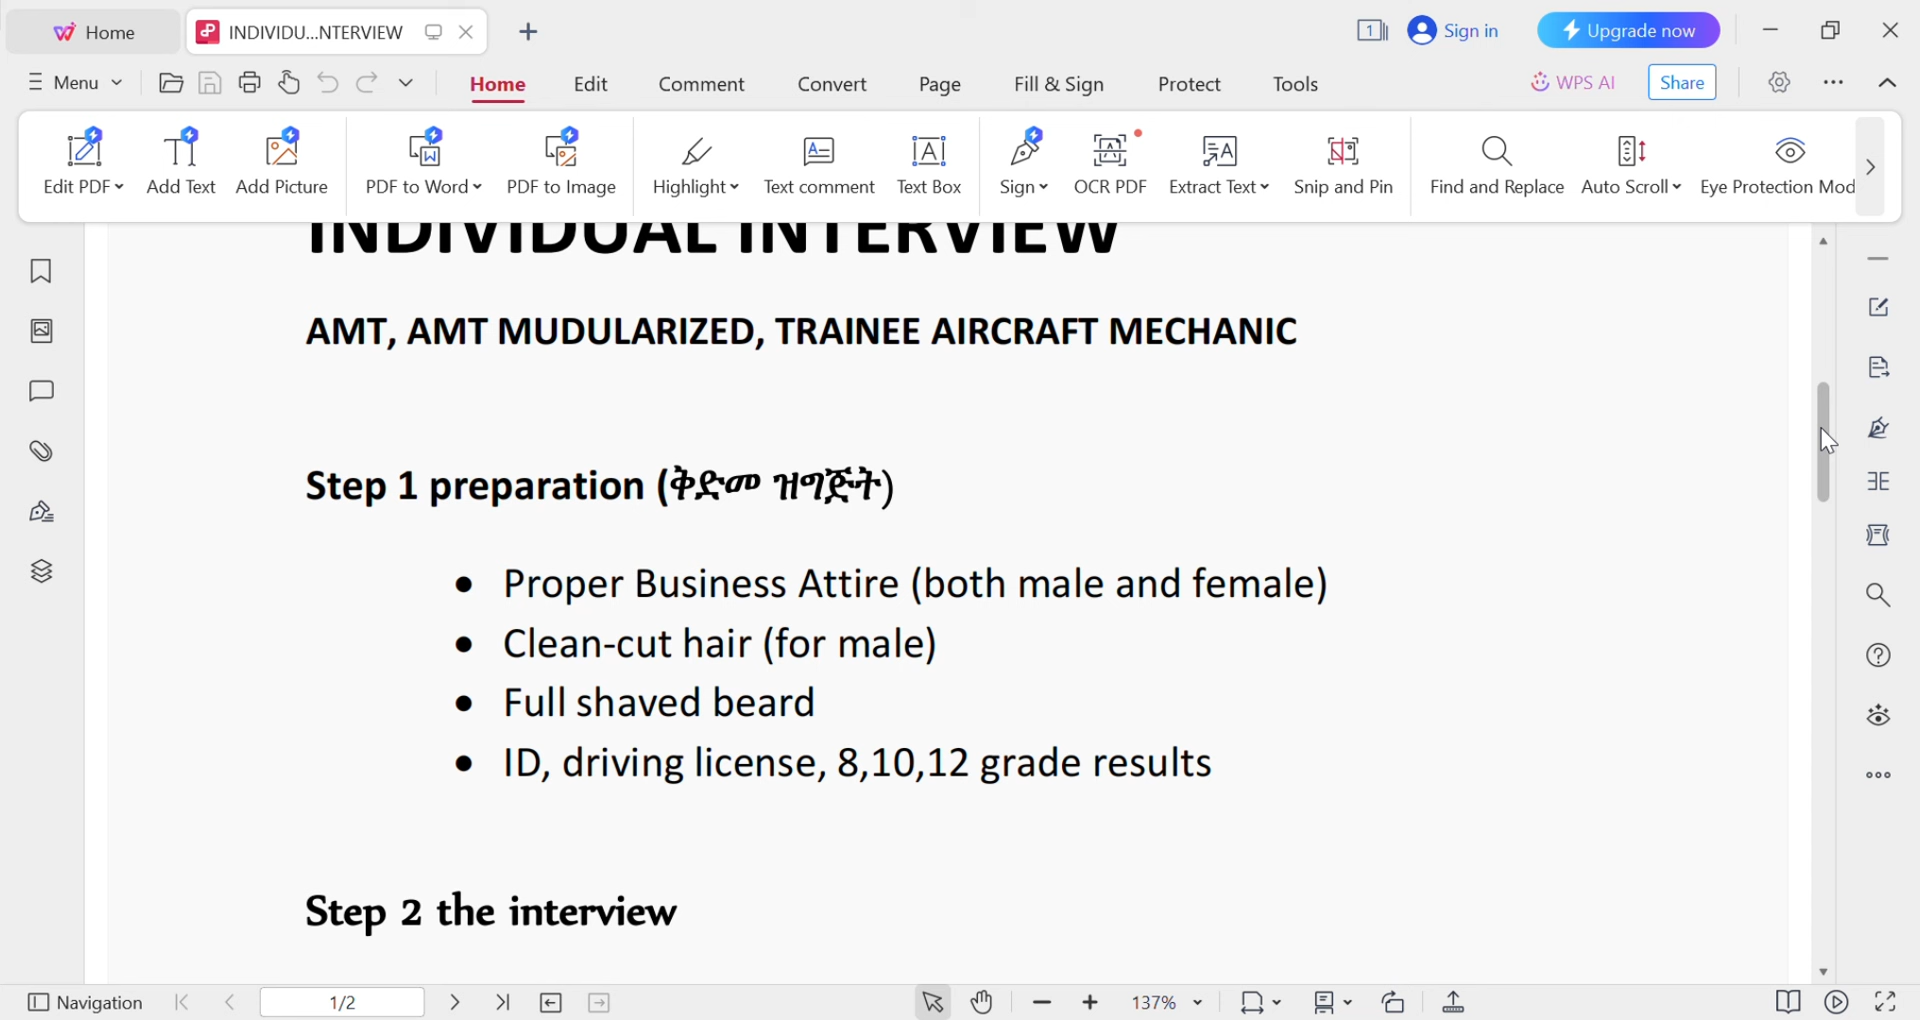 Home
INDIVIDU...NTERVIEW
1
Sign in
Upgrade now
Menu
Home
Edit
Comment
Convert
Page
Fill & Sign
Protect
Tools
WPS AI
Share
Edit PDF
Add Text
Add Picture
PDF to Word
PDF to Image
Highlight
Text comment
Text Box
Sign
OCR PDF
Extract Text
Snip and Pin
Find and Replace
Auto Scroll
Eye Protection Mod
INDIVIDUAL INTERVIEW
AMT, AMT MUDULARIZED, TRAINEE AIRCRAFT MECHANIC
Step 1 preparation (ቅድመ ዝግጅት)
• Proper Business Attire (both male and female)
• Clean-cut hair (for male)
• Full shaved beard
• ID, driving license, 8,10,12 grade results
Step 2 the interview
Navigation
1/2
137%